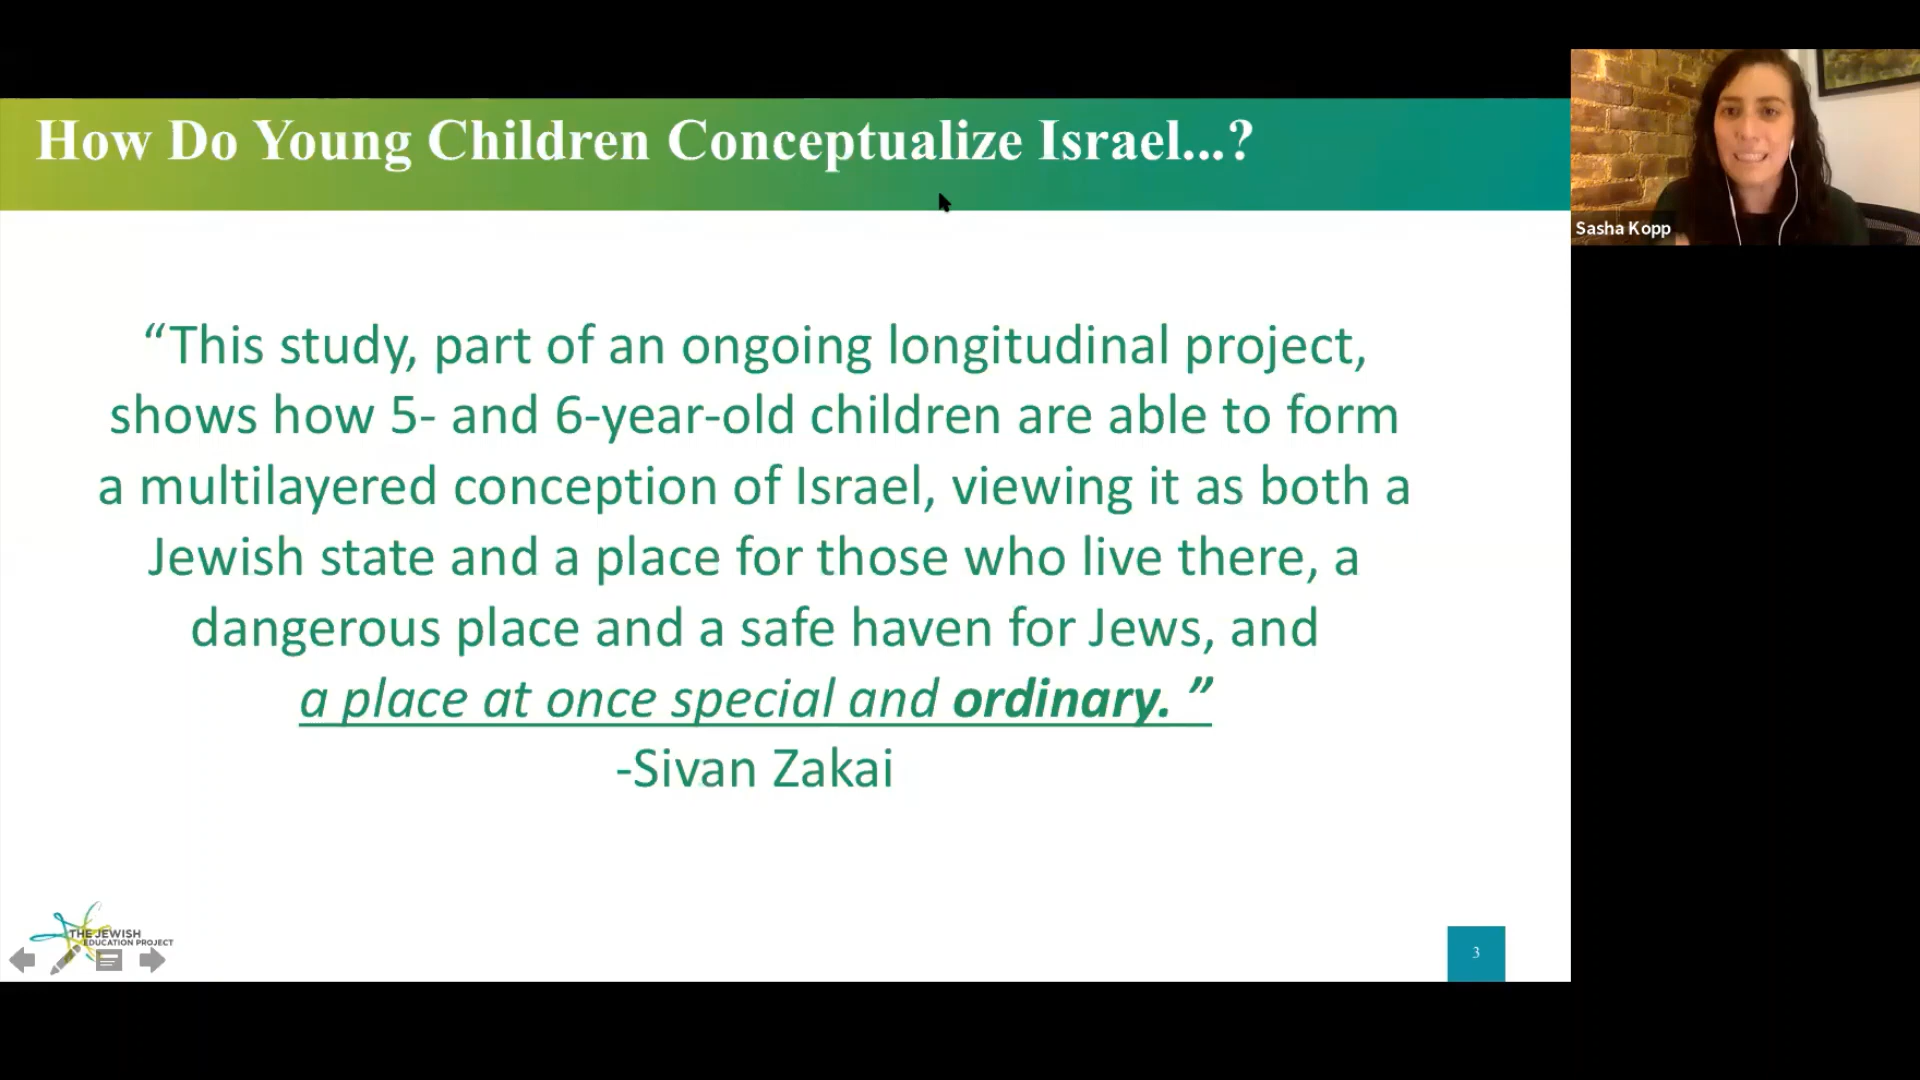 How Do Young Children Conceptualize Israel...?
Sasha Kopp
“This study, part of an ongoing longitudinal project,
shows how 5- and 6-year-old children are able to form
a multilayered conception of Israel, viewing it as both a
Jewish state and a place for those who live there, a
dangerous place and a safe haven for Jews, and
a place at once special and ordinary. ”
-Sivan Zakai
THE JEWISH
EDUCATION PROJECT
3